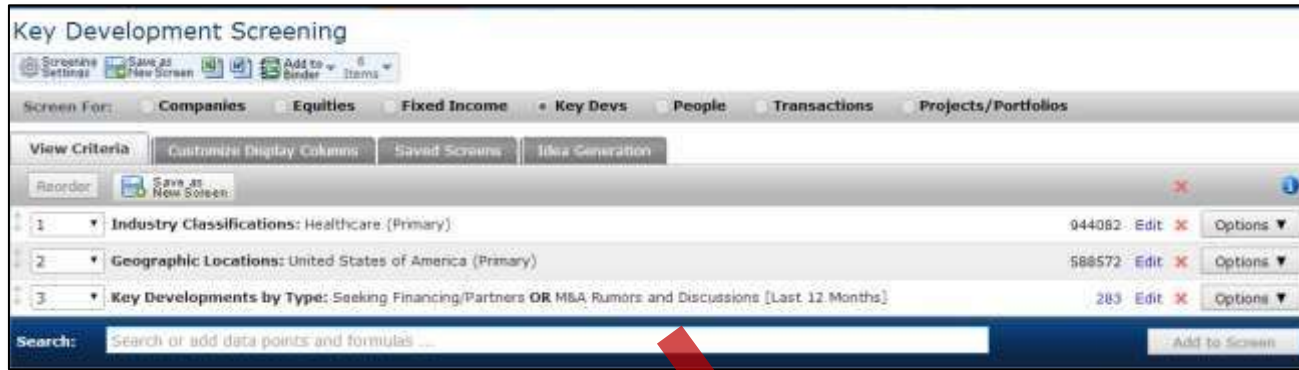 Key Development Screening
Screening Settings Save as New Screen Add to Binder 6 Items
Screen For: Companies Equities Fixed Income Key Devs People Transactions Projects/Portfolios
View Criteria Customize Display Columns Saved Screens Idea Generation
Reorder Save as New Screen
1 Industry Classifications: Healthcare (Primary) 944082 Edit Options
2 Geographic Locations: United States of America (Primary) 588572 Edit Options
3 Key Developments by Type: Seeking Financing/Partners OR M&A Rumors and Discussions [Last 12 Months] 283 Edit Options
Search: Search or add data points and formulas ... Add to Screen